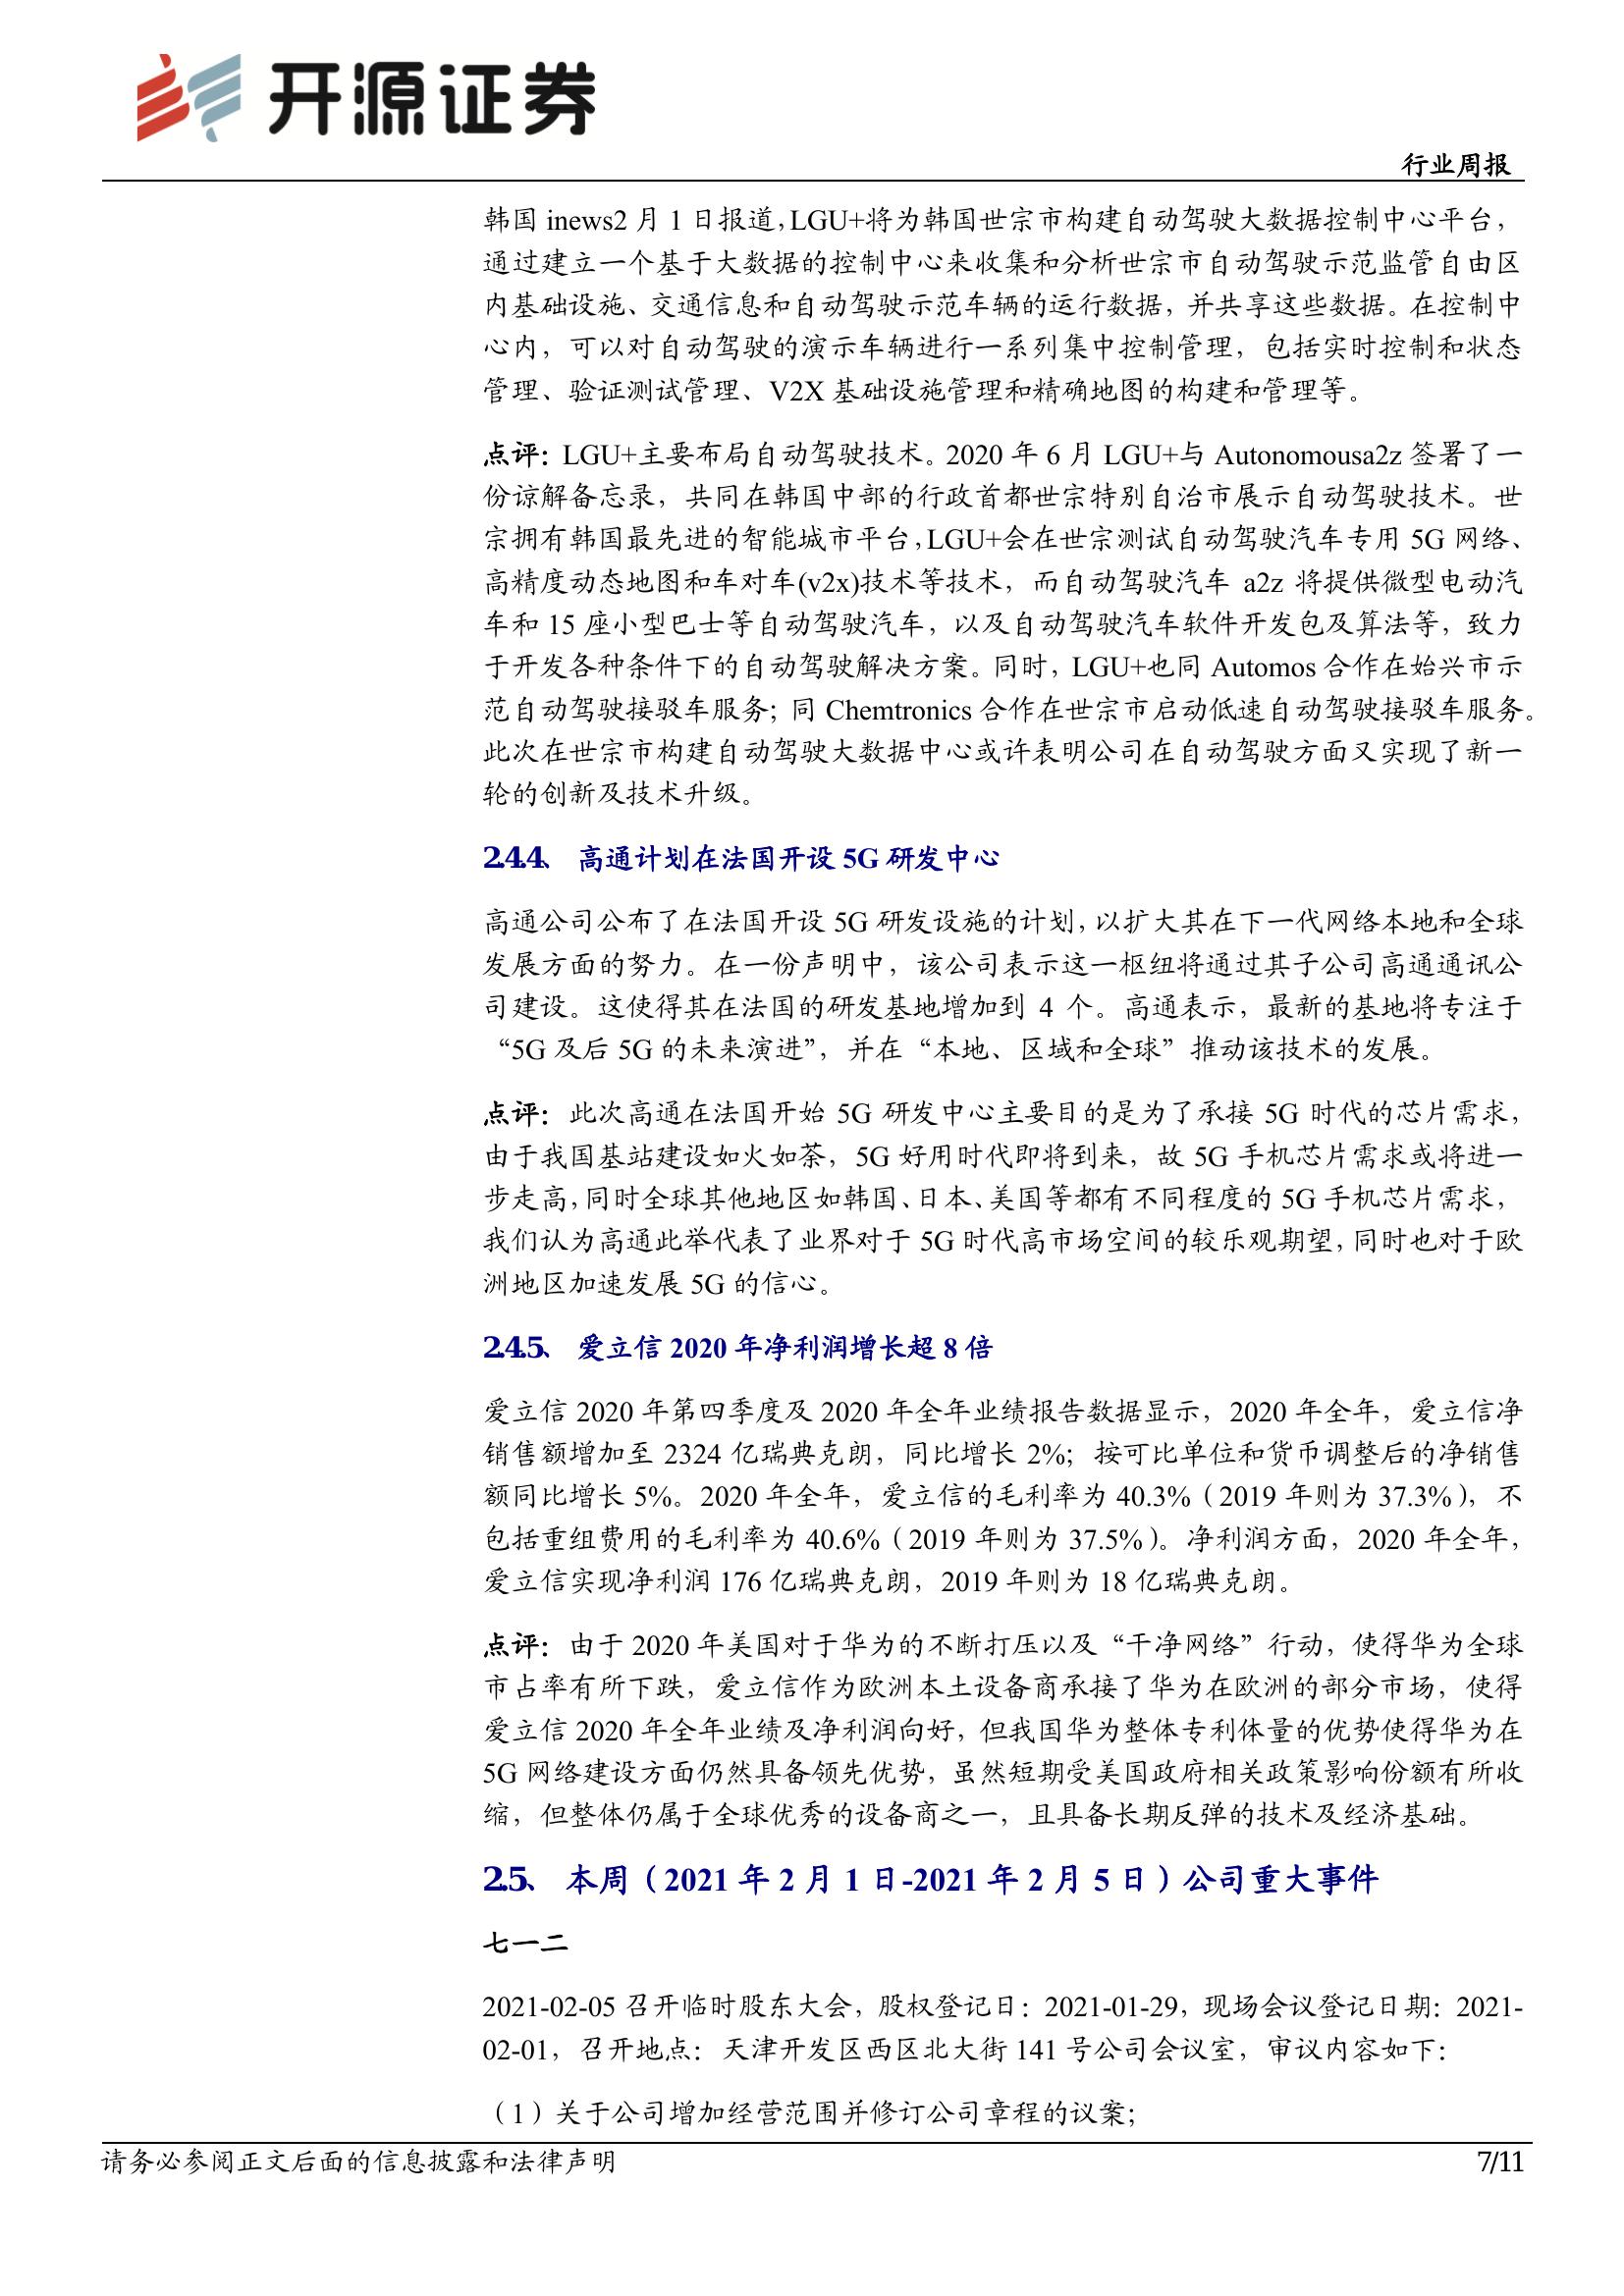 开源证券
行业周报
韩国 inews2 月 1 日报道，LGU+将为韩国世宗市构建自动驾驶大数据控制中心平台，
通过建立一个基于大数据的控制中心来收集和分析世宗市自动驾驶示范监管自由区
内基础设施、交通信息和自动驾驶示范车辆的运行数据，并共享这些数据。在控制中
心内，可以对自动驾驶的演示车辆进行一系列集中控制管理，包括实时控制和状态
管理、验证测试管理、V2X 基础设施管理和精确地图的构建和管理等。
点评：LGU+主要布局自动驾驶技术。2020 年 6 月 LGU+与 Autonomousa2z 签署了一
份谅解备忘录，共同在韩国中部的行政首都世宗特别自治市展示自动驾驶技术。世
宗拥有韩国最先进的智能城市平台，LGU+会在世宗测试自动驾驶汽车专用 5G 网络、
高精度动态地图和车对车(v2x)技术等技术，而自动驾驶汽车 a2z 将提供微型电动汽
车和 15 座小型巴士等自动驾驶汽车，以及自动驾驶汽车软件开发包及算法等，致力
于开发各种条件下的自动驾驶解决方案。同时，LGU+也同 Automos 合作在始兴市示
范自动驾驶接驳车服务；同 Chemtronics 合作在世宗市启动低速自动驾驶接驳车服务。
此次在世宗市构建自动驾驶大数据中心或许表明公司在自动驾驶方面又实现了新一
轮的创新及技术升级。
2.4.4、 高通计划在法国开设 5G 研发中心
高通公司公布了在法国开设 5G 研发设施的计划，以扩大其在下一代网络本地和全球
发展方面的努力。在一份声明中，该公司表示这一枢纽将通过其子公司高通通讯公
司建设。这使得其在法国的研发基地增加到 4 个。高通表示，最新的基地将专注于
“5G 及后 5G 的未来演进”，并在“本地、区域和全球”推动该技术的发展。
点评：此次高通在法国开始 5G 研发中心主要目的是为了承接 5G 时代的芯片需求，
由于我国基站建设如火如荼，5G 好用时代即将到来，故 5G 手机芯片需求或将进一
步走高，同时全球其他地区如韩国、日本、美国等都有不同程度的 5G 手机芯片需求，
我们认为高通此举代表了业界对于 5G 时代高市场空间的较乐观期望，同时也对于欧
洲地区加速发展 5G 的信心。
2.4.5、 爱立信 2020 年净利润增长超 8 倍
爱立信 2020 年第四季度及 2020 年全年业绩报告数据显示，2020 年全年，爱立信净
销售额增加至 2324 亿瑞典克朗，同比增长 2%；按可比单位和货币调整后的净销售
额同比增长 5%。2020 年全年，爱立信的毛利率为 40.3%（2019 年则为 37.3%），不
包括重组费用的毛利率为 40.6%（2019 年则为 37.5%）。净利润方面，2020 年全年，
爱立信实现净利润 176 亿瑞典克朗，2019 年则为 18 亿瑞典克朗。
点评：由于 2020 年美国对于华为的不断打压以及“干净网络”行动，使得华为全球
市占率有所下跌，爱立信作为欧洲本土设备商承接了华为在欧洲的部分市场，使得
爱立信 2020 年全年业绩及净利润向好，但我国华为整体专利体量的优势使得华为在
5G 网络建设方面仍然具备领先优势，虽然短期受美国政府相关政策影响份额有所收
缩，但整体仍属于全球优秀的设备商之一，且具备长期反弹的技术及经济基础。
2.5、 本周（2021 年 2 月 1 日-2021 年 2 月 5 日）公司重大事件
七一二
2021-02-05 召开临时股东大会，股权登记日：2021-01-29，现场会议登记日期：2021-
02-01，召开地点：天津开发区西区北大街 141 号公司会议室，审议内容如下：
（1）关于公司增加经营范围并修订公司章程的议案；
请务必参阅正文后面的信息披露和法律声明
7/11